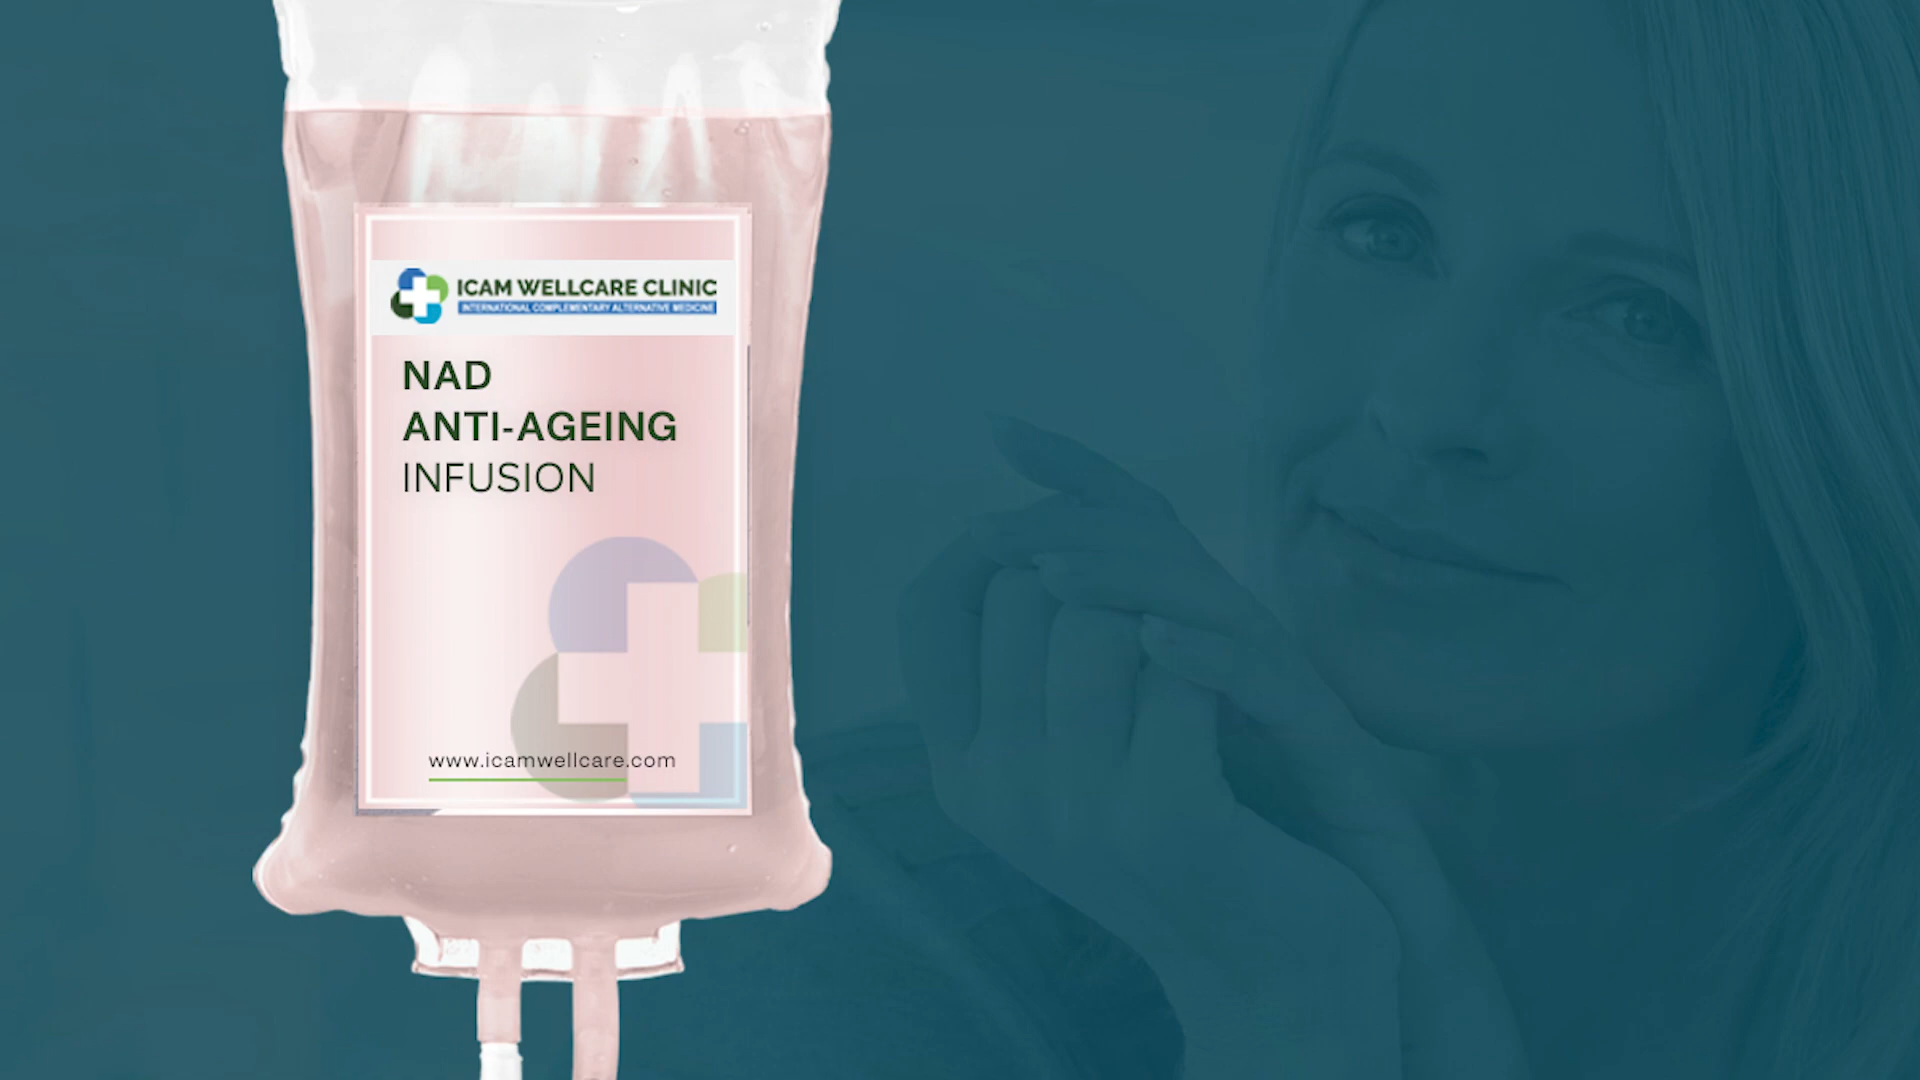 ICAM WELLCARE CLINIC
INTERNATIONAL COMPLEMENTARY ALTERNATIVE MEDICINE
NAD
ANTI-AGEING
INFUSION
www.icamwellcare.com